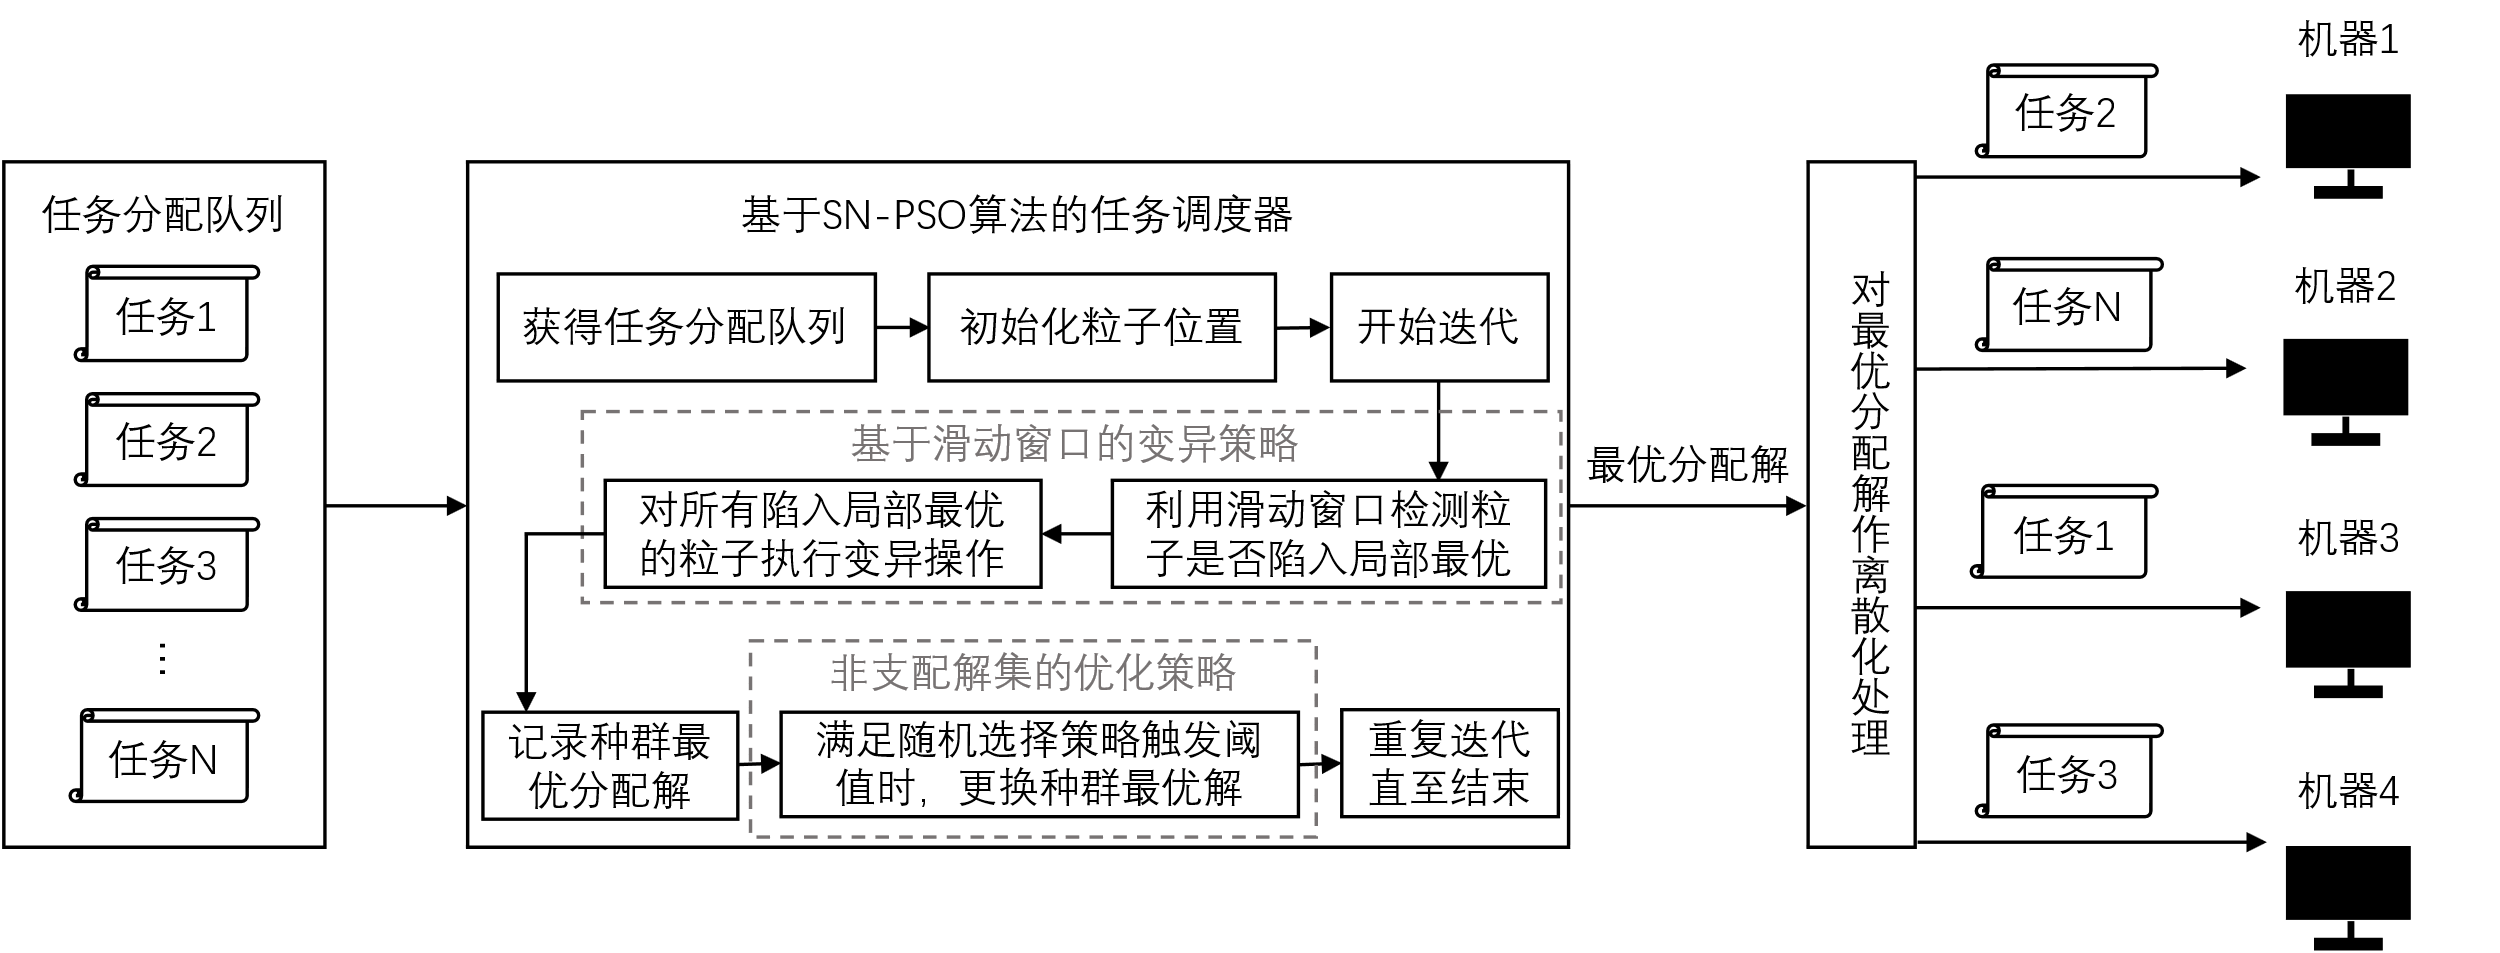 任务分配队列
任务1
任务2
任务3
...
任务N
基于SN-PSO算法的任务调度器
获得任务分配队列
初始化粒子位置
开始迭代
基于滑动窗口的变异策略
对所有陷入局部最优
的粒子执行变异操作
利用滑动窗口检测粒
子是否陷入局部最优
非支配解集的优化策略
记录种群最
优分配解
满足随机选择策略触发阈
值时，更换种群最优解
重复迭代
直至结束
最优分配解
对最优分配解作离散化处理
任务2
机器1
任务N
机器2
任务1
机器3
任务3
机器4